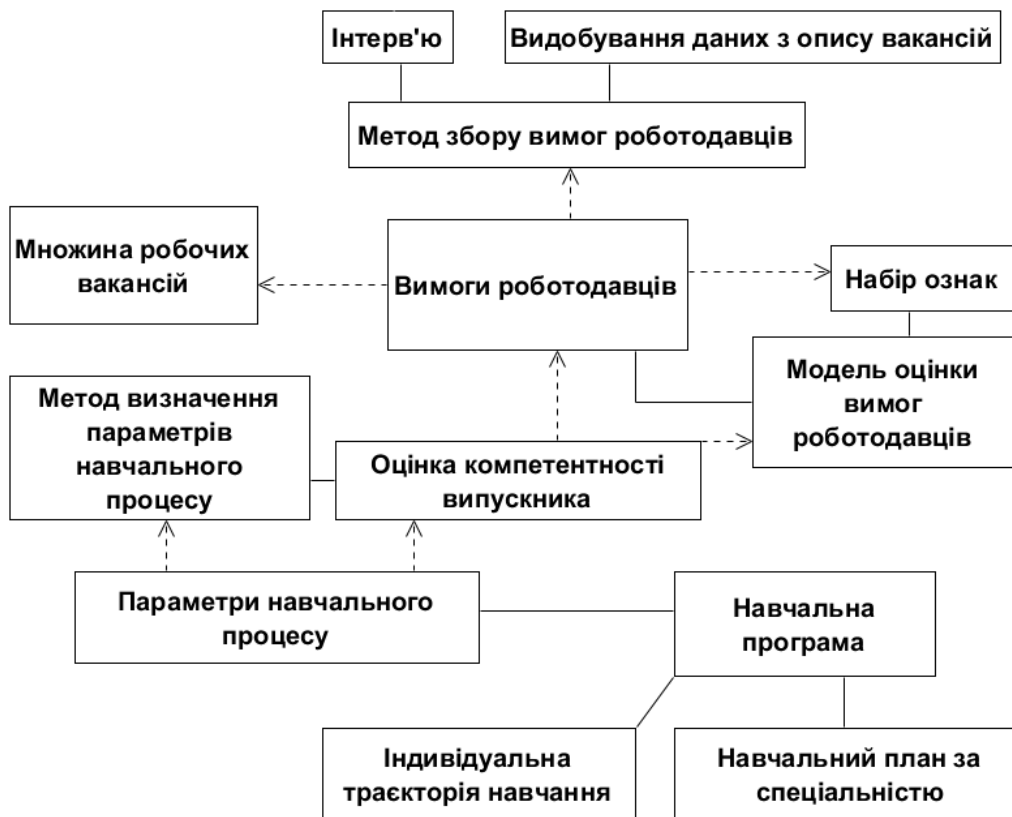 Інтерв'ю
Видобування даних з опису вакансій
Метод збору вимог роботодавців
Множина робочих
вакансій
Вимоги роботодавців
Набір ознак
Метод визначення
параметрів
навчального
процесу
Модель оцінки
вимог
роботодавців
Оцінка компетентності
випускника
Параметри навчального
процесу
Навчальна
програма
Індивідуальна
траєкторія навчання
Навчальний план за
спеціальністю